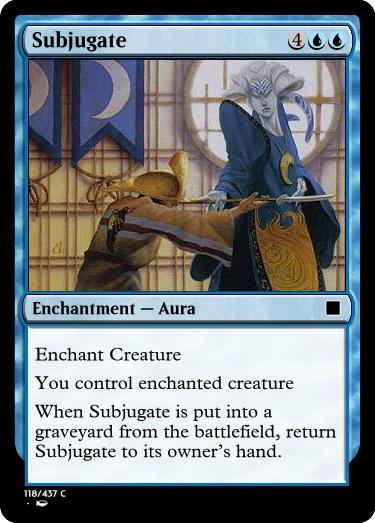 Subjugate 4
Enchantment — Aura
Enchant Creature
You control enchanted creature
When Subjugate is put into a
graveyard from the battlefield, return
Subjugate to its owner's hand.
118/437 C